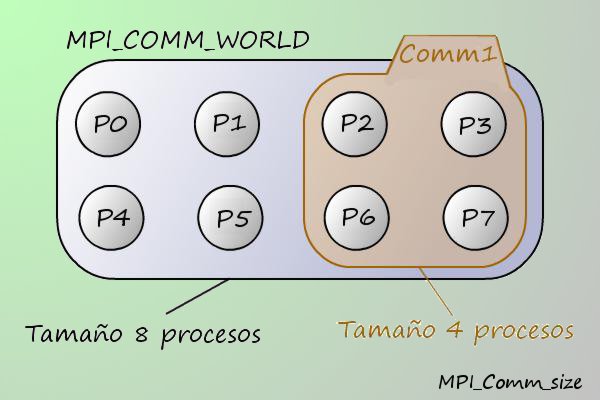 MPI_COMM_WORLD
Comm1
P0 P1 P2 P3
P4 P5 P6 P7
Tamaño 8 procesos
Tamaño 4 procesos
MPI_Comm_size